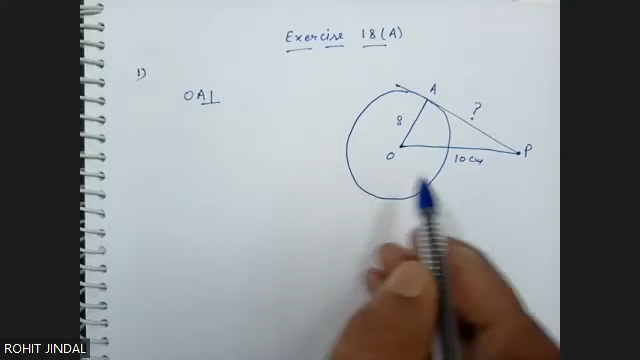 Exercise 18(A)
1)
OA⊥
A
8
?
O
10 cm
P
ROHIT JINDAL